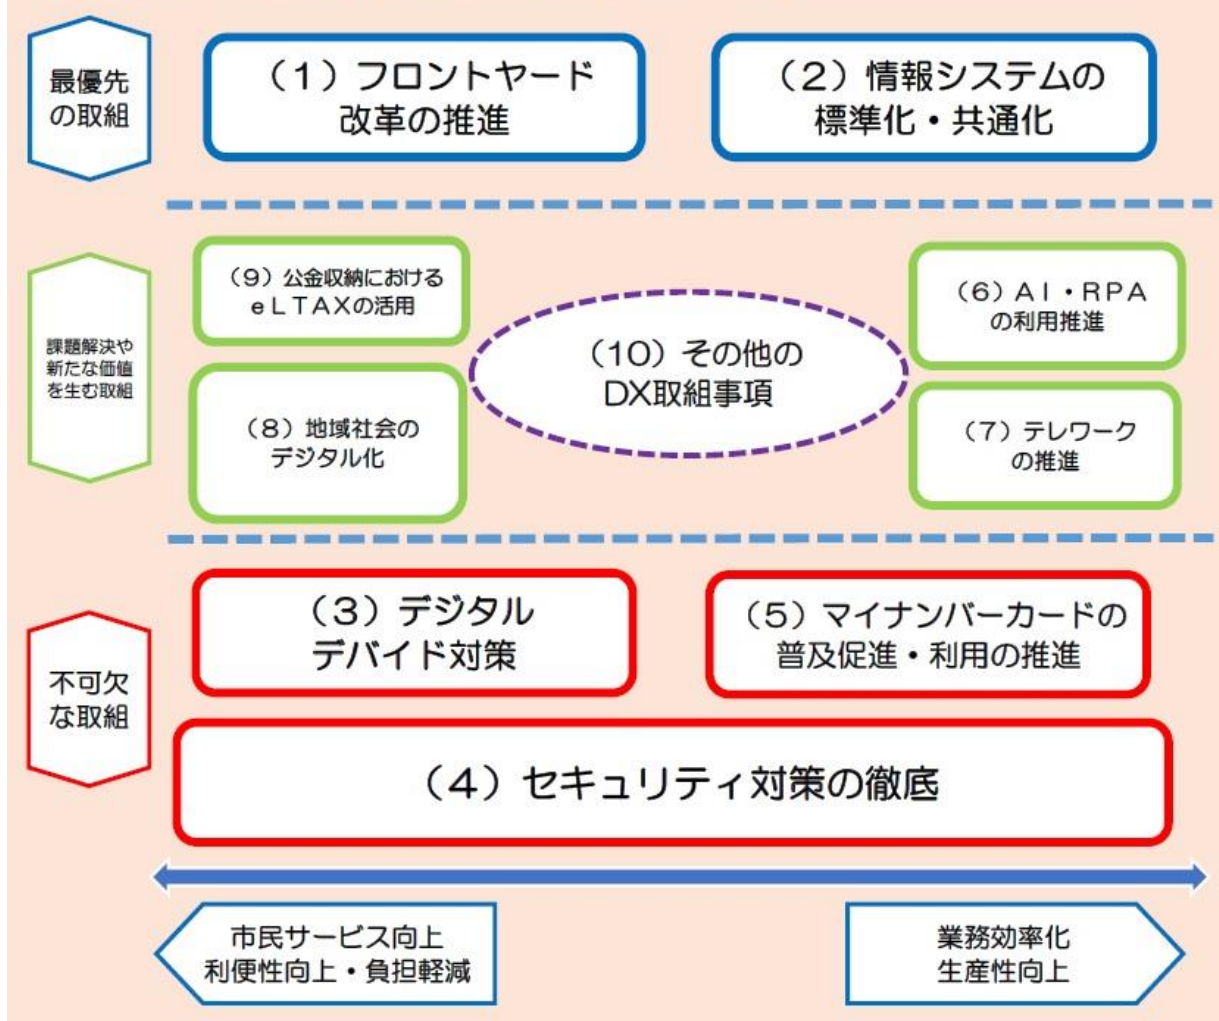 最優先
の取組
（１）フロントヤード
改革の推進
（２）情報システムの
標準化・共通化
課題解決や
新たな価値
を生む取組
（９）公金収納における
ｅＬＴＡＸの活用
（８）地域社会の
デジタル化
（10）その他の
DX取組事項
（６）ＡＩ・ＲＰＡ
の利用推進
（７）テレワーク
の推進
不可欠
な取組
（３）デジタル
デバイド対策
（５）マイナンバーカードの
普及促進・利用の推進
（４）セキュリティ対策の徹底
市民サービス向上
利便性向上・負担軽減
業務効率化
生産性向上